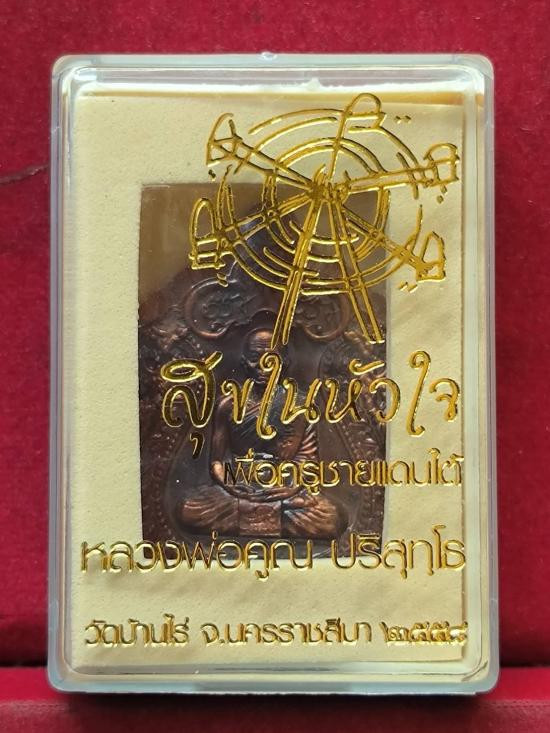 สุขในหัวใจ
เพื่อครูชายแดนใต้
หลวงพ่อคูณ ปริสุทฺโธ
วัดบ้านไร่ จ.นครราชสีมา ๒๕๕๘